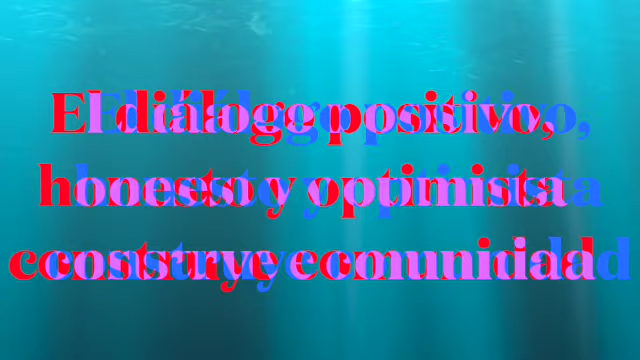 El diálogo positivo,
honesto y optimista
construye comunidad